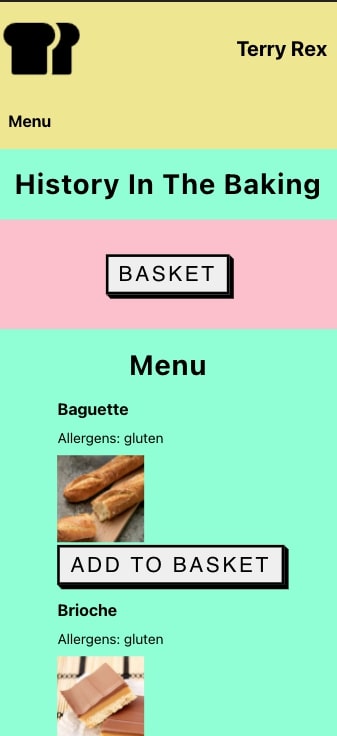 Terry Rex
Menu
History In The Baking
BASKET
Menu
Baguette
Allergens: gluten
ADD TO BASKET
Brioche
Allergens: gluten